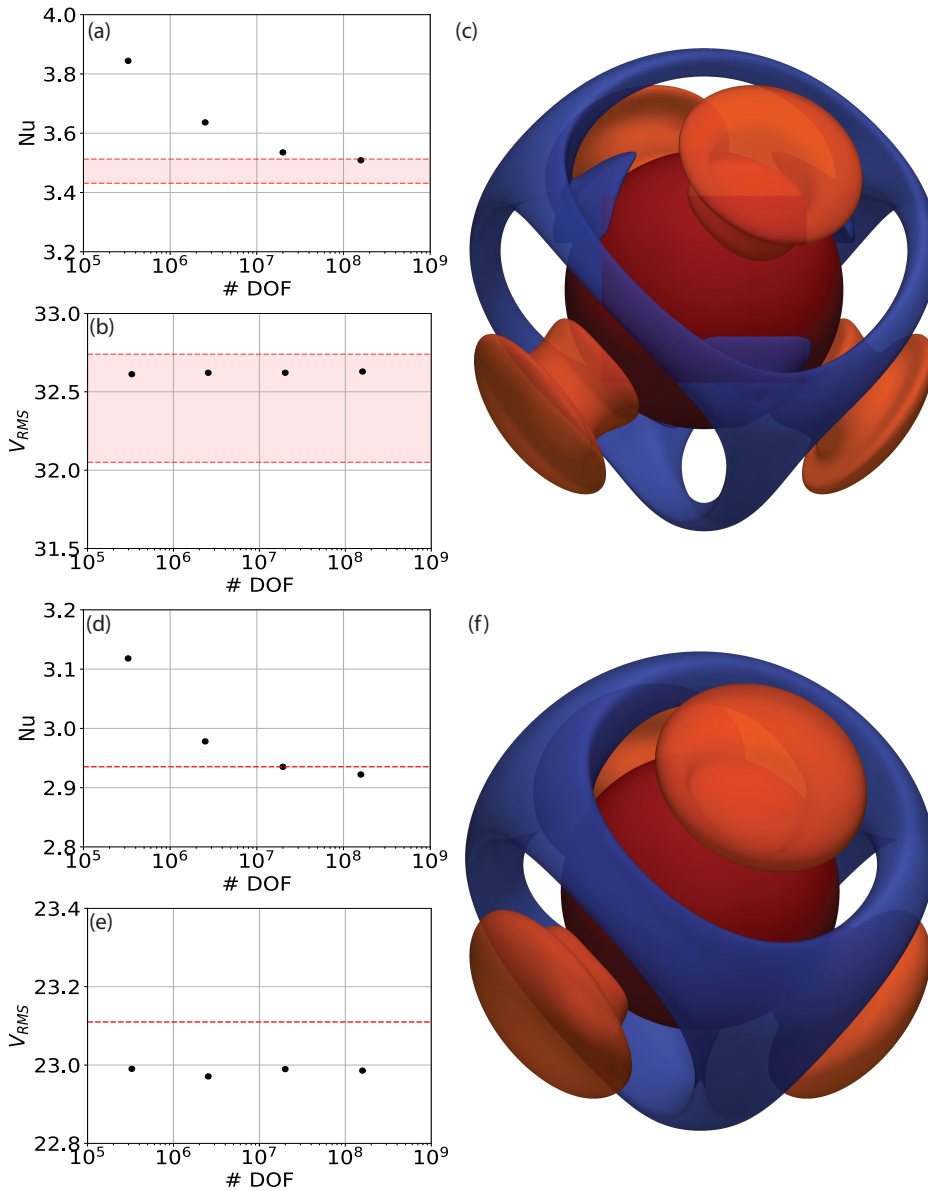 (a)
4.0
3.8
3.6
3.4
3.2
Nu
10^5 10^6 10^7 10^8 10^9
# DOF
(b)
33.0
32.5
32.0
31.5
V_RMS
10^5 10^6 10^7 10^8 10^9
# DOF
(c)
(d)
3.2
3.1
3.0
2.9
2.8
Nu
10^5 10^6 10^7 10^8 10^9
# DOF
(e)
23.4
23.2
23.0
22.8
V_RMS
10^5 10^6 10^7 10^8 10^9
# DOF
(f)